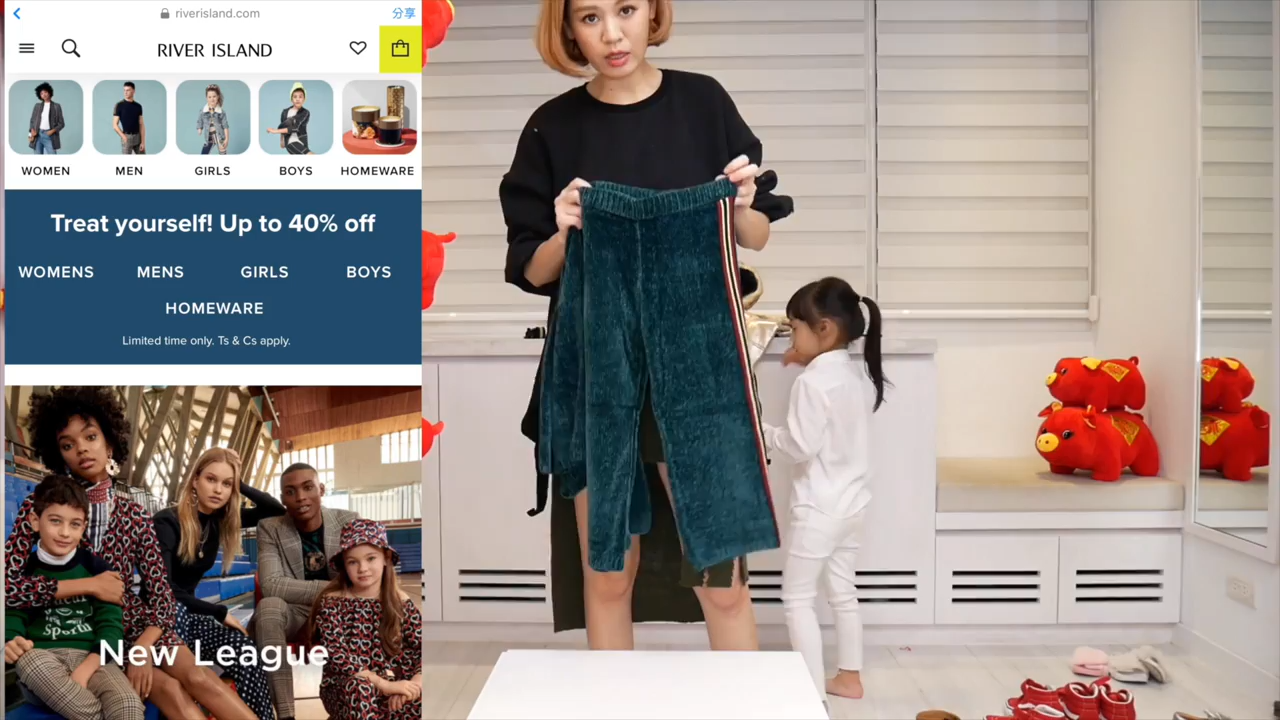 riverisland.com
分享
RIVER ISLAND
WOMEN
MEN
GIRLS
BOYS
HOMEWARE
Treat yourself! Up to 40% off
WOMENS
MENS
GIRLS
BOYS
HOMEWARE
Limited time only. Ts & Cs apply.
New League